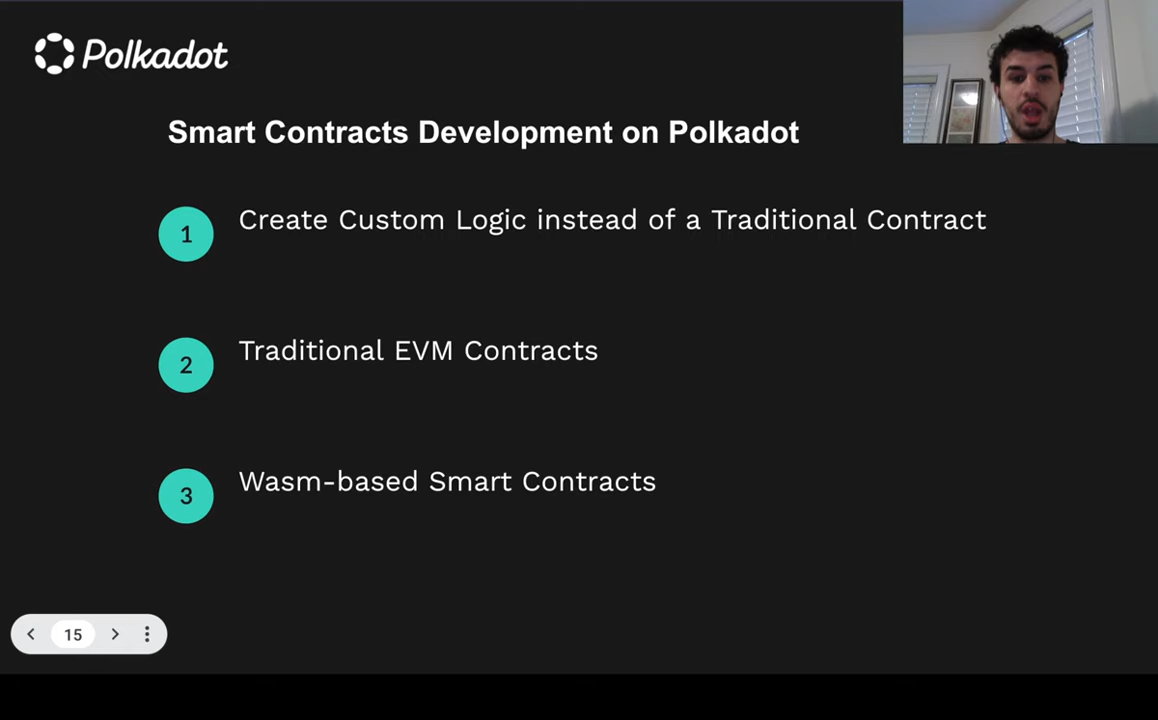 Polkadot
Smart Contracts Development on Polkadot
1
Create Custom Logic instead of a Traditional Contract
2
Traditional EVM Contracts
3
Wasm-based Smart Contracts
15